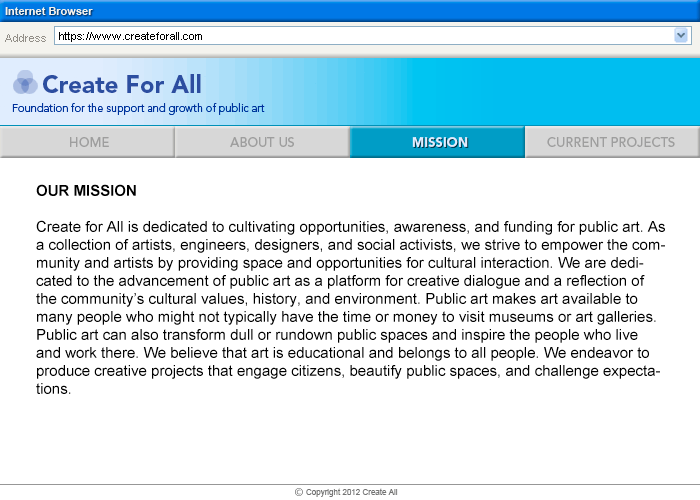 Internet Browser
Address https://www.createforall.com
Create For All
Foundation for the support and growth of public art
HOME ABOUT US MISSION CURRENT PROJECTS
OUR MISSION
Create for All is dedicated to cultivating opportunities, awareness, and funding for public art. As
a collection of artists, engineers, designers, and social activists, we strive to empower the com-
munity and artists by providing space and opportunities for cultural interaction. We are dedi-
cated to the advancement of public art as a platform for creative dialogue and a reflection of
the community's cultural values, history, and environment. Public art makes art available to
many people who might not typically have the time or money to visit museums or art galleries.
Public art can also transform dull or rundown public spaces and inspire the people who live
and work there. We believe that art is educational and belongs to all people. We endeavor to
produce creative projects that engage citizens, beautify public spaces, and challenge expecta-
tions.
© Copyright 2012 Create All